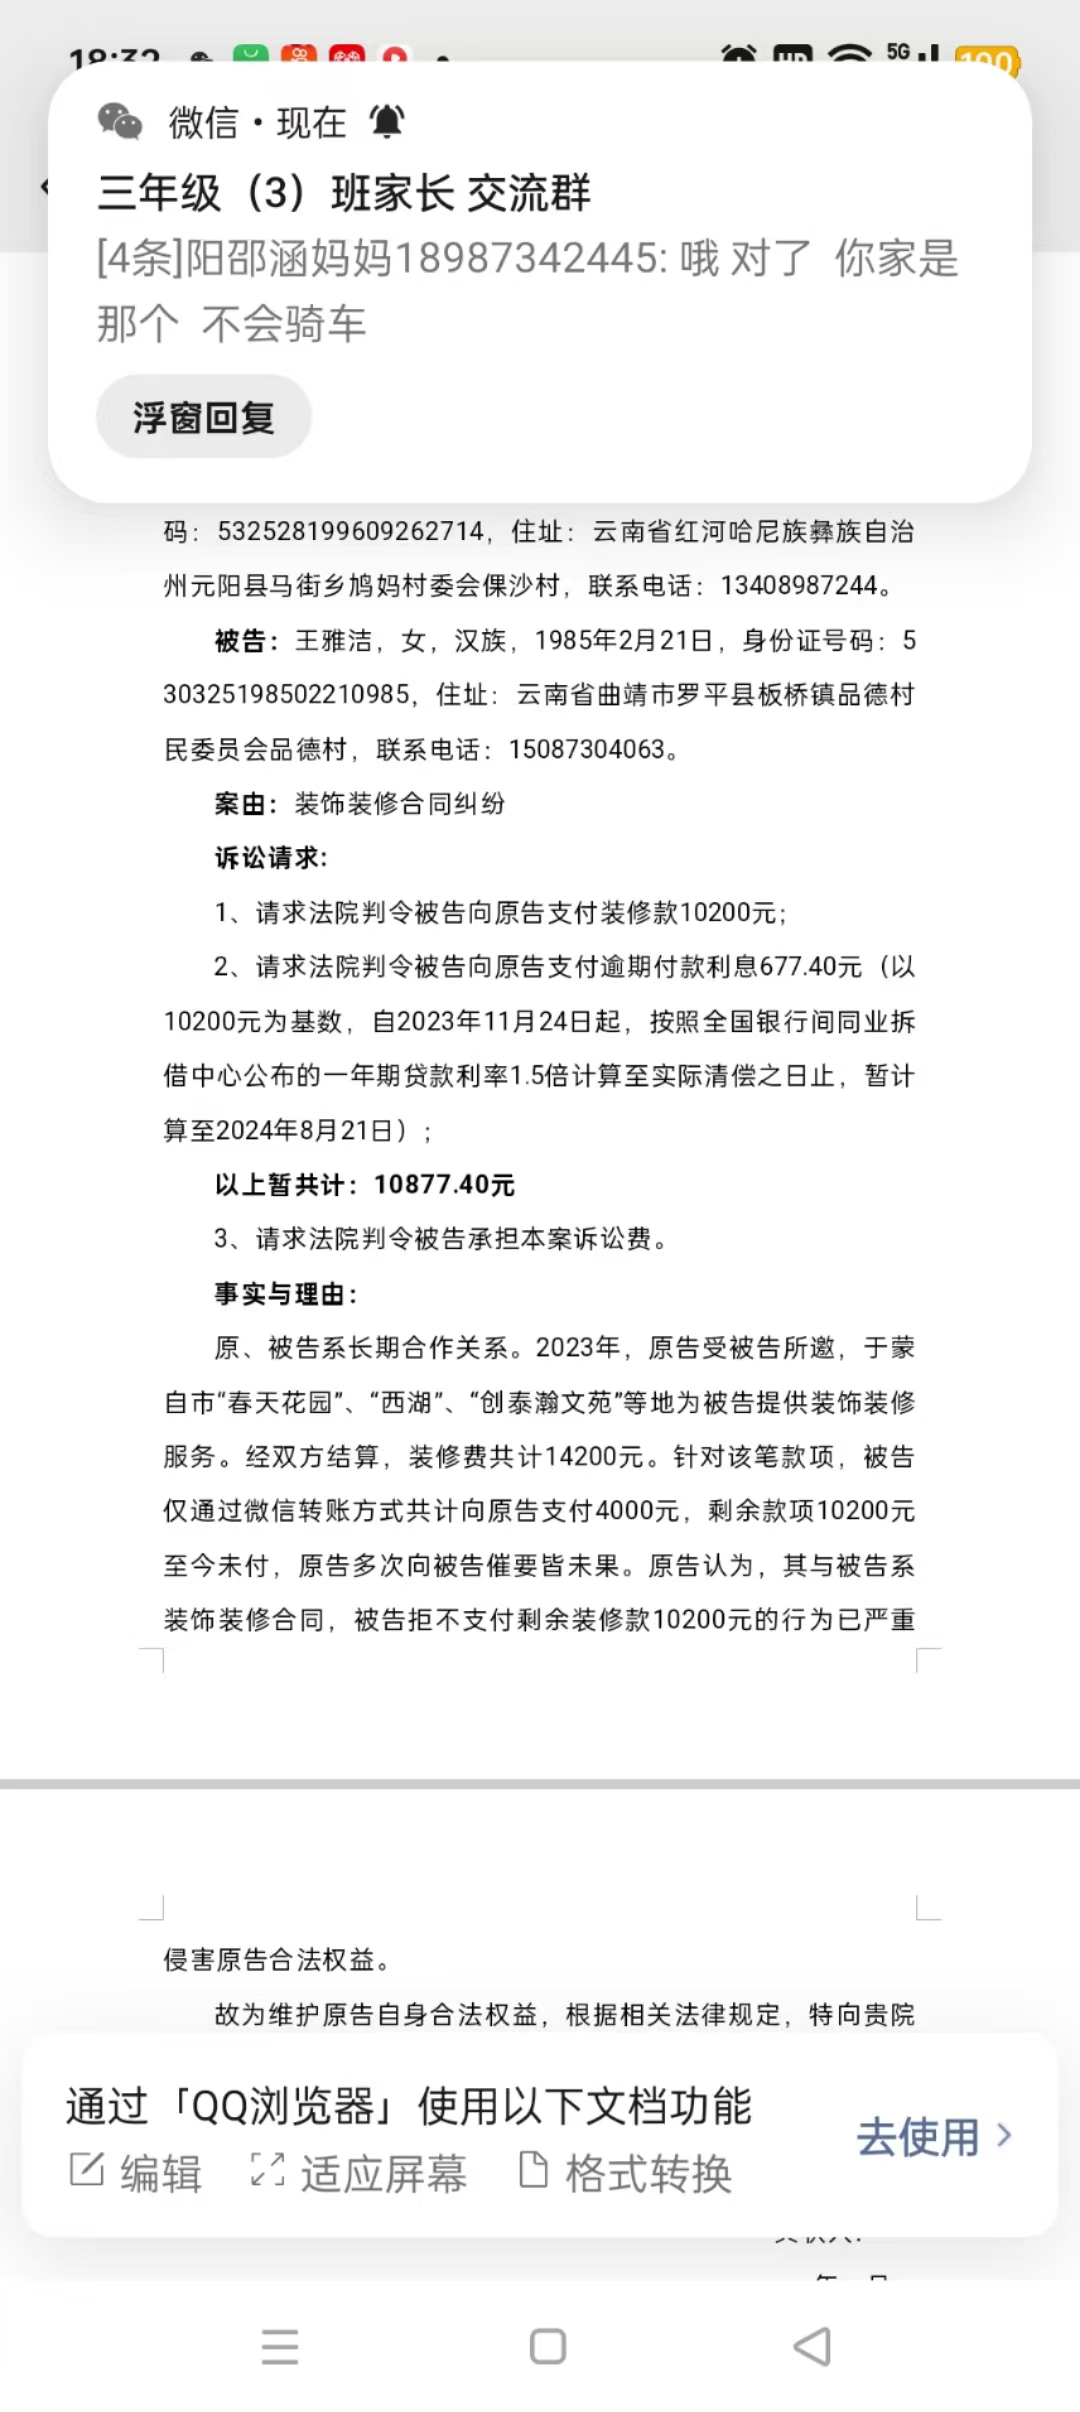 18:32
5G
100
微信·现在
三年级（3）班家长 交流群
[4条]阳邵涵妈妈18987342445: 哦 对了 你家是
那个 不会骑车
浮窗回复
码：532528199609262714，住址：云南省红河哈尼族彝族自治
州元阳县马街乡鸠妈村委会倮沙村，联系电话：13408987244。
被告：王雅洁，女，汉族，1985年2月21日，身份证号码：5
30325198502210985，住址：云南省曲靖市罗平县板桥镇品德村
民委员会品德村，联系电话：15087304063。
案由：装饰装修合同纠纷
诉讼请求：
1、请求法院判令被告向原告支付装修款10200元；
2、请求法院判令被告向原告支付逾期付款利息677.40元（以
10200元为基数，自2023年11月24日起，按照全国银行间同业拆
借中心公布的一年期贷款利率1.5倍计算至实际清偿之日止，暂计
算至2024年8月21日）；
以上暂共计：10877.40元
3、请求法院判令被告承担本案诉讼费。
事实与理由：
原、被告系长期合作关系。2023年，原告受被告所邀，于蒙
自市“春天花园”、“西湖”、“创泰瀚文苑”等地为被告提供装饰装修
服务。经双方结算，装修费共计14200元。针对该笔款项，被告
仅通过微信转账方式共计向原告支付4000元，剩余款项10200元
至今未付，原告多次向被告催要皆未果。原告认为，其与被告系
装饰装修合同，被告拒不支付剩余装修款10200元的行为已严重
侵害原告合法权益。
故为维护原告自身合法权益，根据相关法律规定，特向贵院
通过「QQ浏览器」使用以下文档功能
去使用
编辑 适应屏幕 格式转换